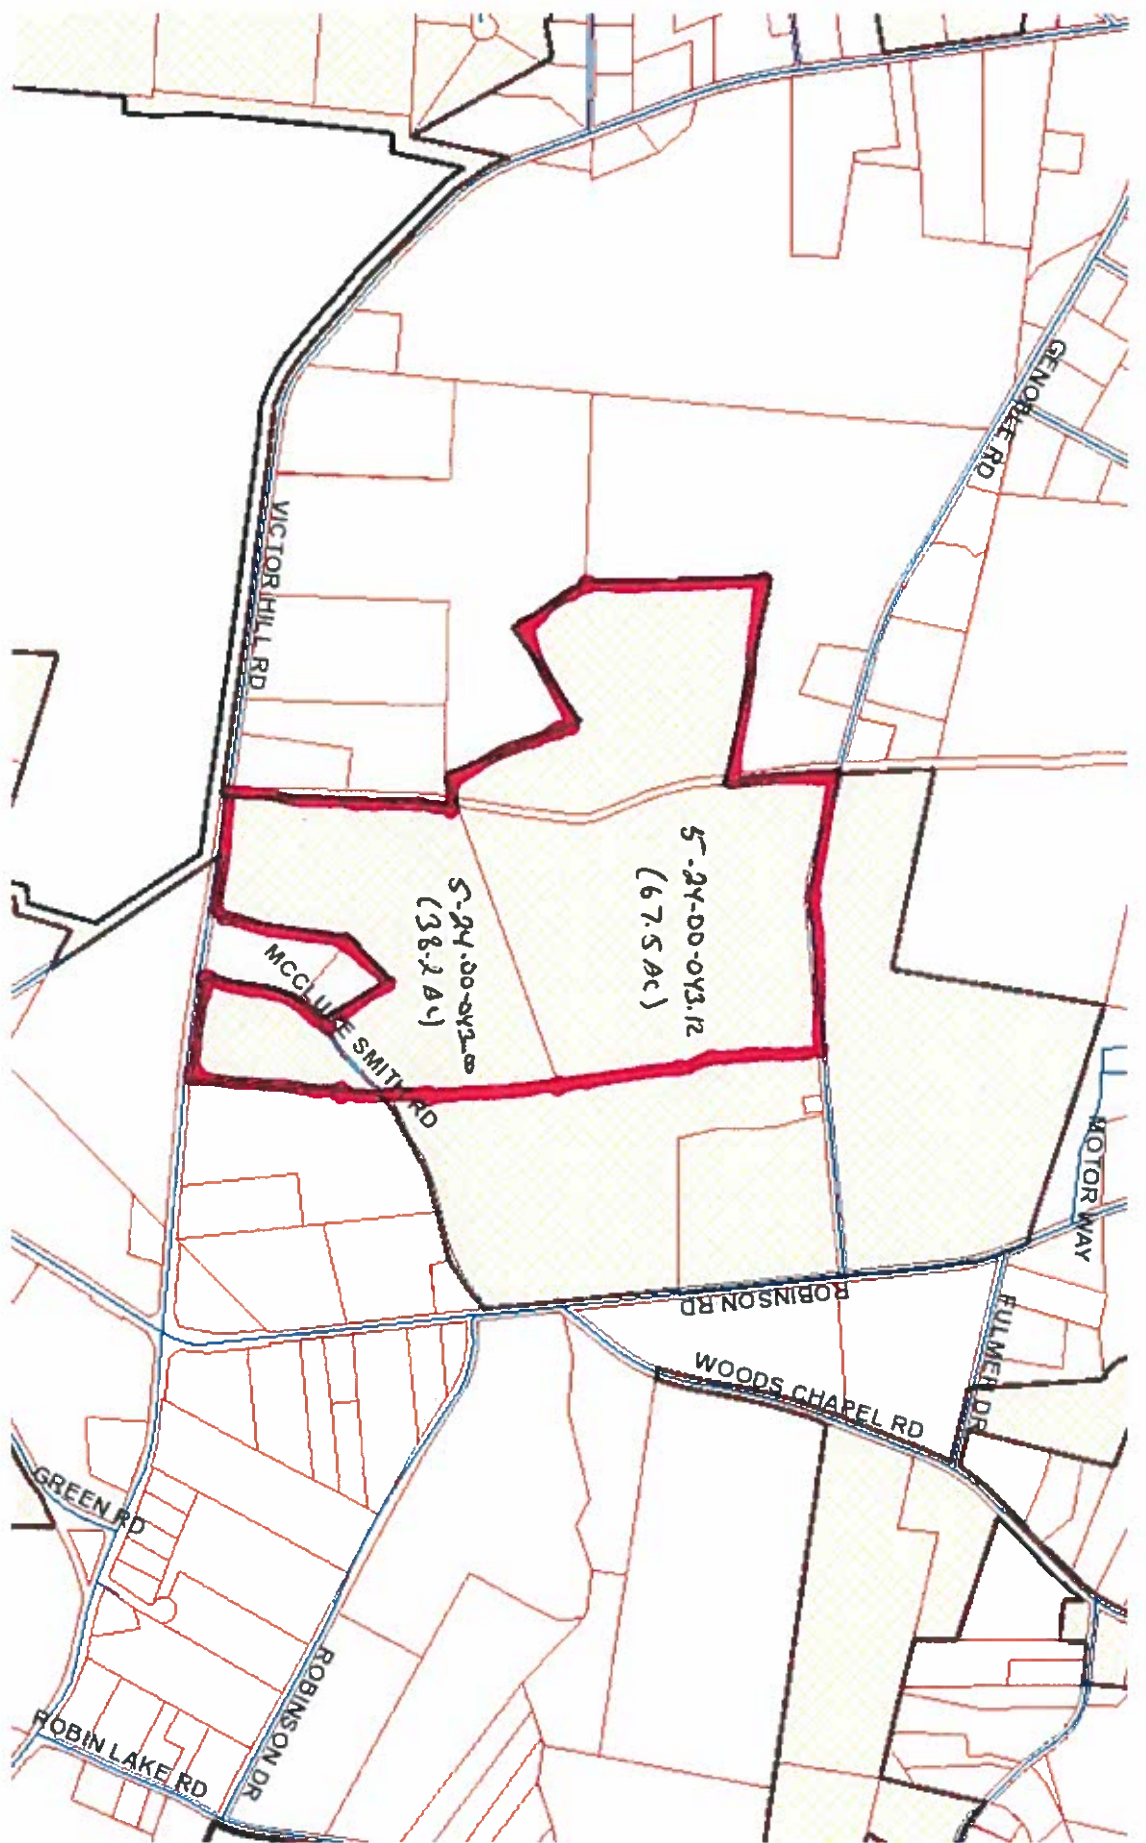 GENOBLE RD
VICTOR HILL RD
5-24-00-043.12
(67.5 Ac)
5-24.00-043.00
(38.2 Ac)
MCCLURE SMITH RD
MOTOR WAY
ROBINSON RD
FULMER DR
WOODS CHAPEL RD
GREEN RD
ROBINSON DR
ROBIN LAKE RD